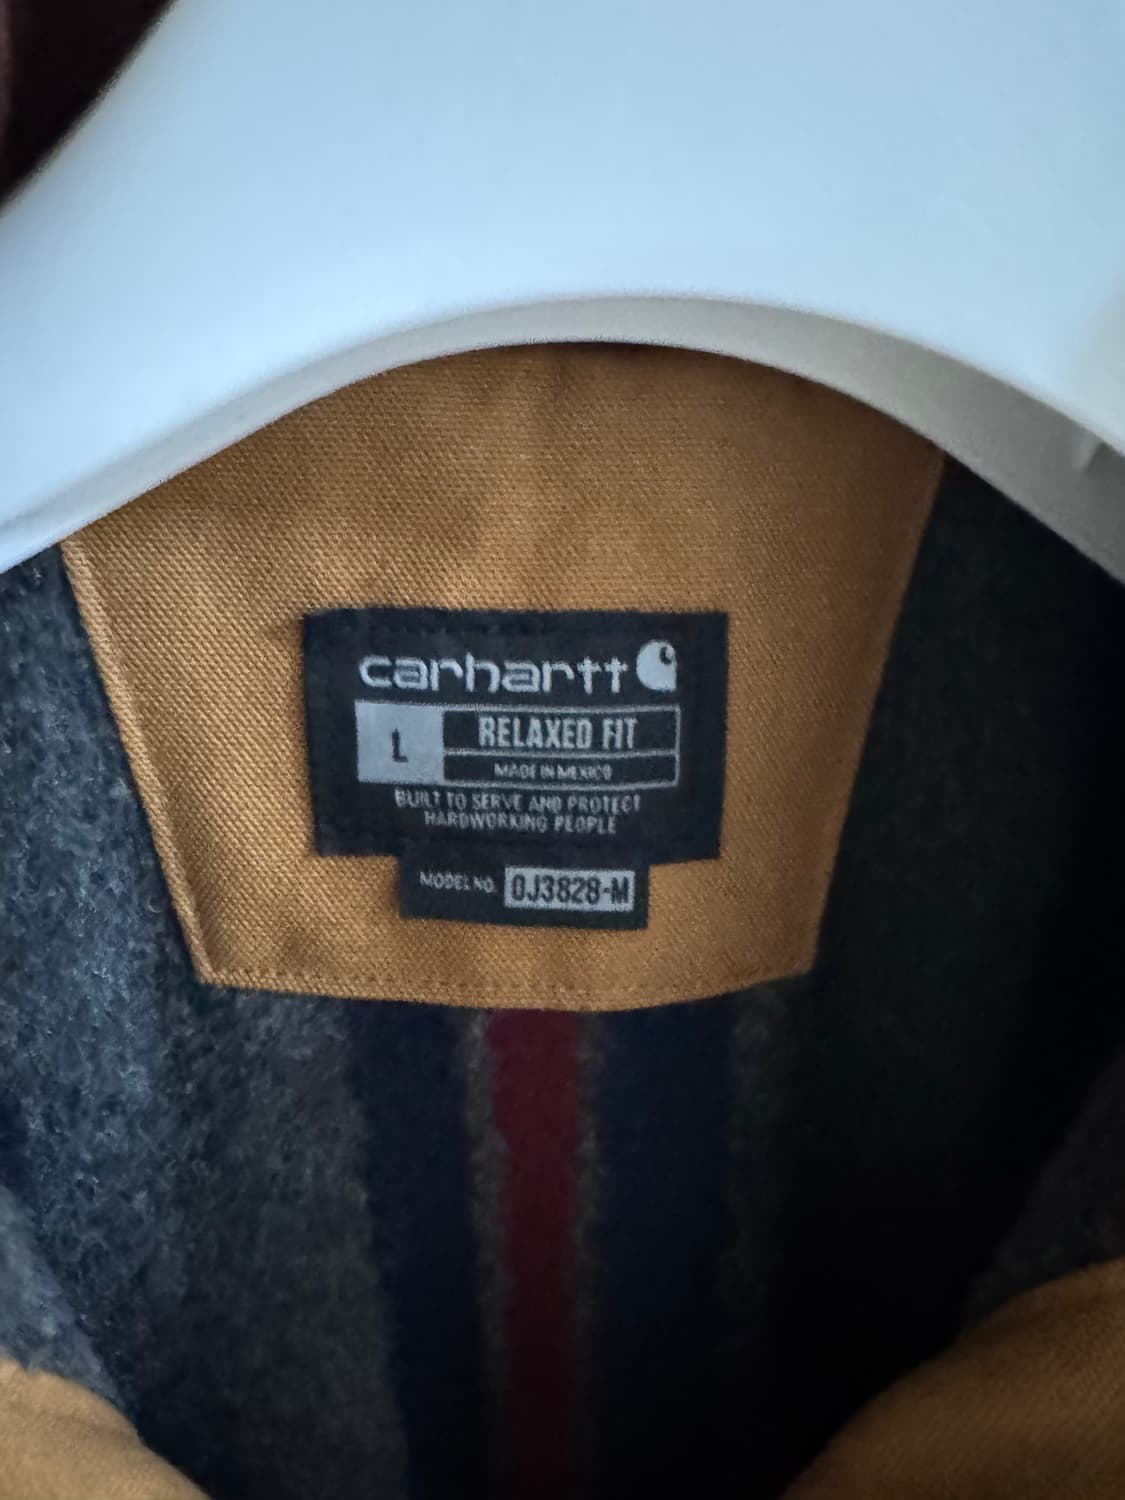 carhartt
L
RELAXED FIT
MADE IN MEXICO
BUILT TO SERVE AND PROTECT
HARDWORKING PEOPLE
MODEL NO. OJ3828-M